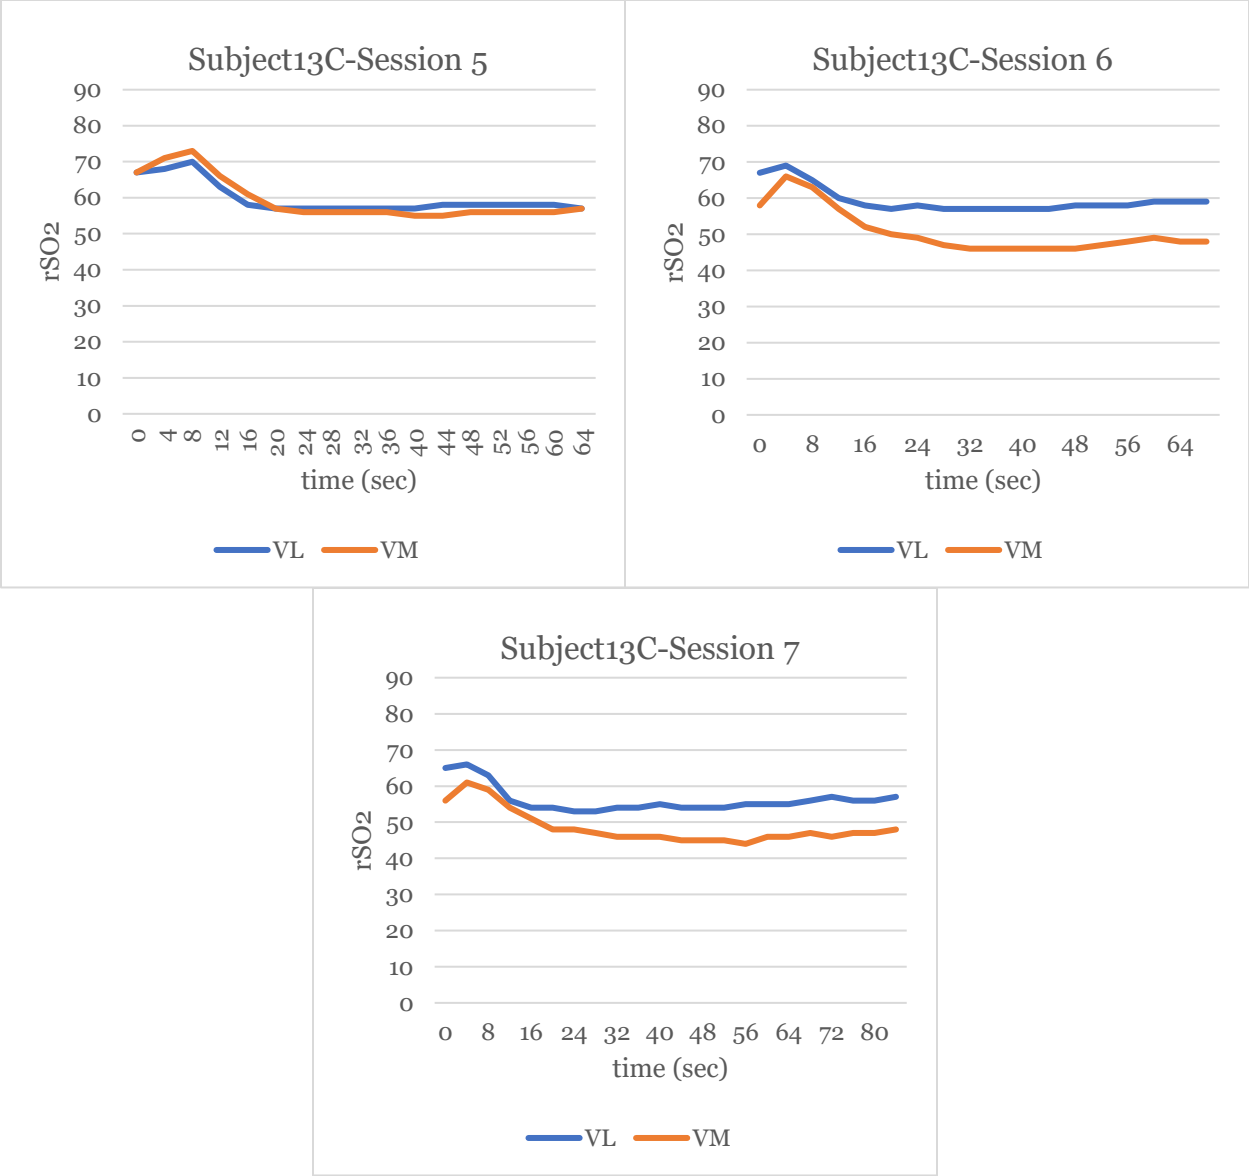 Subject13C-Session 5
90
80
70
60
50
40
30
20
10
0
rSO2
0 4 8 12 16 20 24 28 32 36 40 44 48 52 56 60 64
time (sec)
VL VM
Subject13C-Session 6
90
80
70
60
50
40
30
20
10
0
rSO2
0 8 16 24 32 40 48 56 64
time (sec)
VL VM
Subject13C-Session 7
90
80
70
60
50
40
30
20
10
0
rSO2
0 8 16 24 32 40 48 56 64 72 80
time (sec)
VL VM